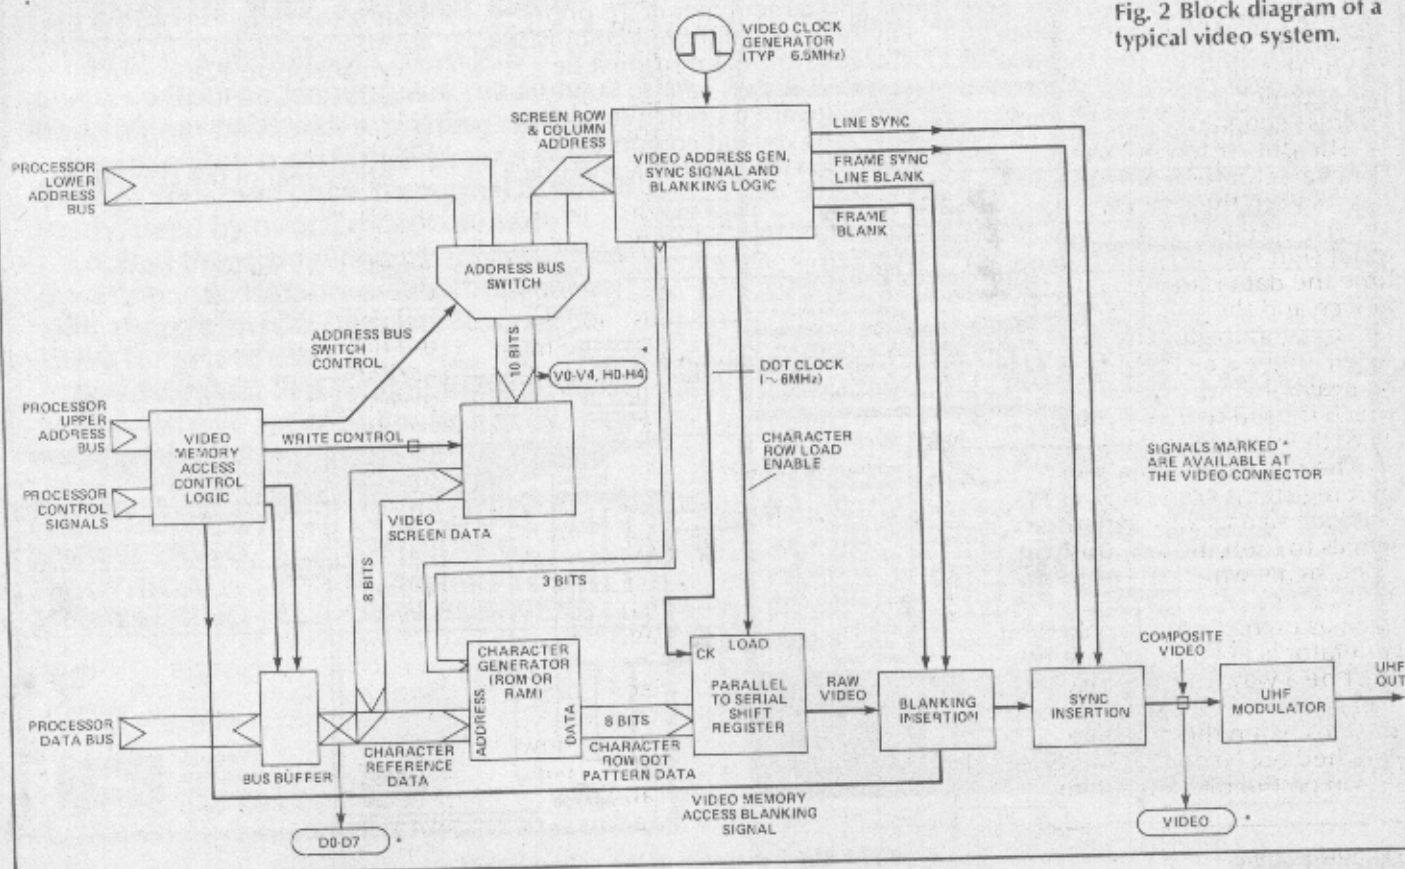 Fig. 2 Block diagram of a
typical video system.
VIDEO CLOCK
GENERATOR
(TYP 6.5MHz)
SCREEN ROW
& COLUMN
ADDRESS
VIDEO ADDRESS GEN,
SYNC SIGNAL AND
BLANKING LOGIC
LINE SYNC
FRAME SYNC
LINE BLANK
FRAME
BLANK
PROCESSOR
LOWER
ADDRESS
BUS
ADDRESS BUS
SWITCH
ADDRESS BUS
SWITCH
CONTROL
10 BITS
V0-V4, H0-H4
*
DOT CLOCK
(~ 6MHz)
PROCESSOR
UPPER
ADDRESS
BUS
PROCESSOR
CONTROL
SIGNALS
VIDEO
MEMORY
ACCESS
CONTROL
LOGIC
WRITE CONTROL
CHARACTER
ROW LOAD
ENABLE
SIGNALS MARKED *
ARE AVAILABLE AT
THE VIDEO CONNECTOR
VIDEO
SCREEN DATA
8 BITS
3 BITS
PROCESSOR
DATA BUS
BUS BUFFER
CHARACTER
REFERENCE
DATA
CHARACTER
GENERATOR
(ROM OR
RAM)
ADDRESS
DATA
8 BITS
CHARACTER
ROW DOT
PATTERN DATA
LOAD
CK
PARALLEL
TO SERIAL
SHIFT
REGISTER
RAW
VIDEO
BLANKING
INSERTION
SYNC
INSERTION
COMPOSITE
VIDEO
UHF
MODULATOR
UHF
OUT
VIDEO MEMORY
ACCESS BLANKING
SIGNAL
D0-D7 *
VIDEO *